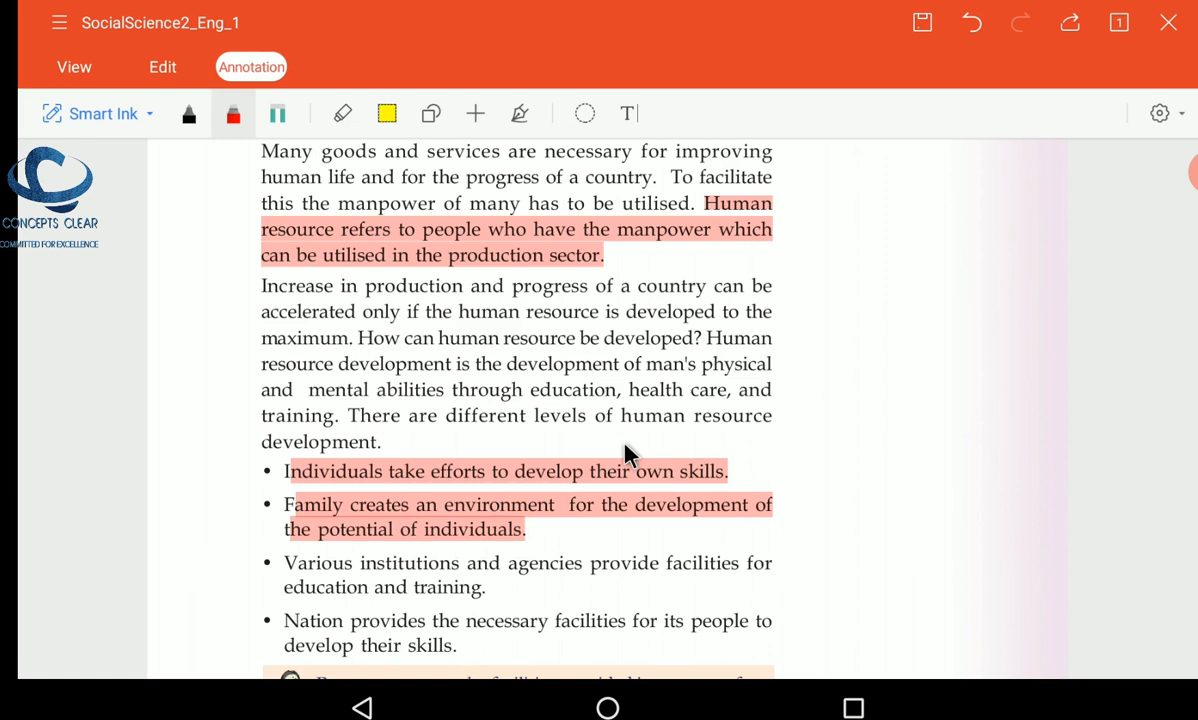 SocialScience2_Eng_1
1
View Edit Annotation
Smart Ink T
CONCEPTS CLEAR
COMMITTED FOR EXCELLENCE
Many goods and services are necessary for improving
human life and for the progress of a country. To facilitate
this the manpower of many has to be utilised. Human
resource refers to people who have the manpower which
can be utilised in the production sector.
Increase in production and progress of a country can be
accelerated only if the human resource is developed to the
maximum. How can human resource be developed? Human
resource development is the development of man's physical
and mental abilities through education, health care, and
training. There are different levels of human resource
development.
• Individuals take efforts to develop their own skills.
• Family creates an environment for the development of
the potential of individuals.
• Various institutions and agencies provide facilities for
education and training.
• Nation provides the necessary facilities for its people to
develop their skills.